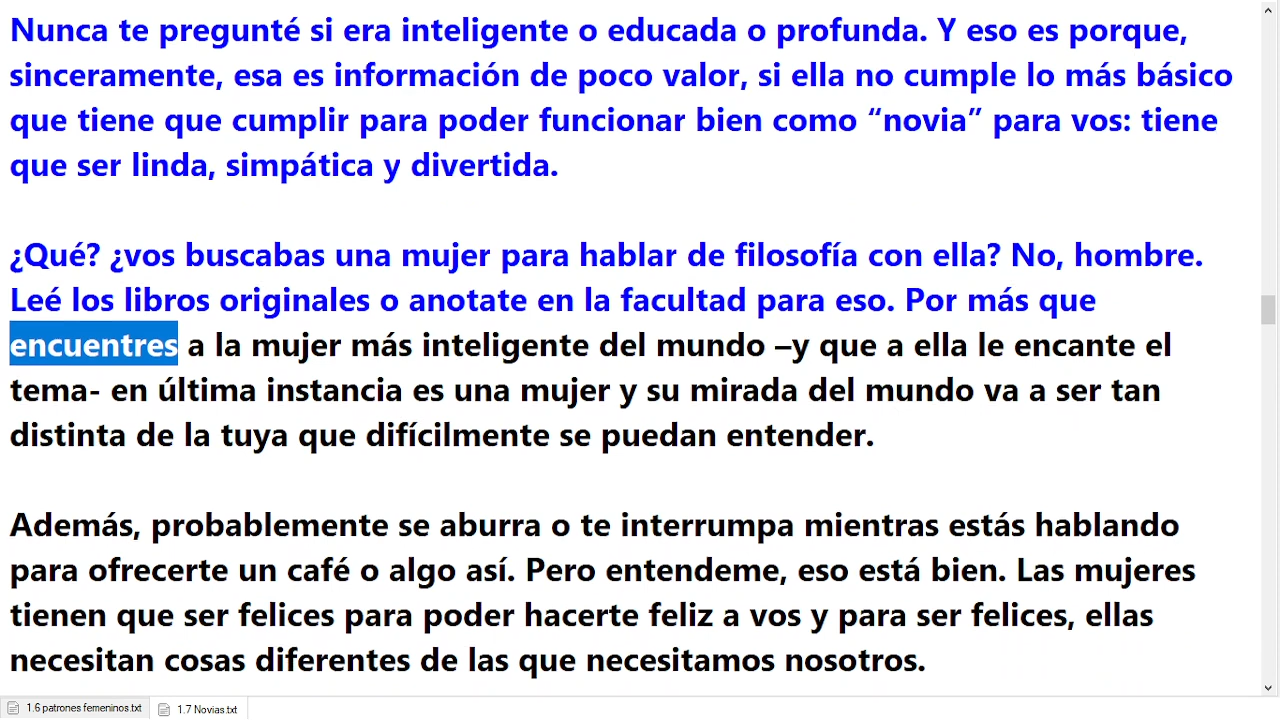 Nunca te pregunté si era inteligente o educada o profunda. Y eso es porque,
sinceramente, esa es información de poco valor, si ella no cumple lo más básico
que tiene que cumplir para poder funcionar bien como “novia” para vos: tiene
que ser linda, simpática y divertida.
¿Qué? ¿vos buscabas una mujer para hablar de filosofía con ella? No, hombre.
Leé los libros originales o anotate en la facultad para eso. Por más que
encuentres a la mujer más inteligente del mundo –y que a ella le encante el
tema- en última instancia es una mujer y su mirada del mundo va a ser tan
distinta de la tuya que difícilmente se puedan entender.
Además, probablemente se aburra o te interrumpa mientras estás hablando
para ofrecerte un café o algo así. Pero entendeme, eso está bien. Las mujeres
tienen que ser felices para poder hacerte feliz a vos y para ser felices, ellas
necesitan cosas diferentes de las que necesitamos nosotros.
1.6 patrones femeninos.txt
1.7 Novias.txt